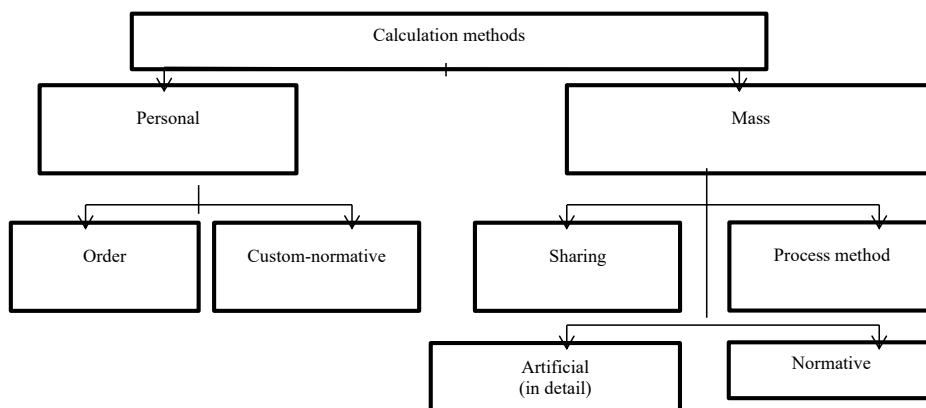 Calculation methods
Personal
Mass
Order
Custom-normative
Sharing
Process method
Artificial
(in detail)
Normative